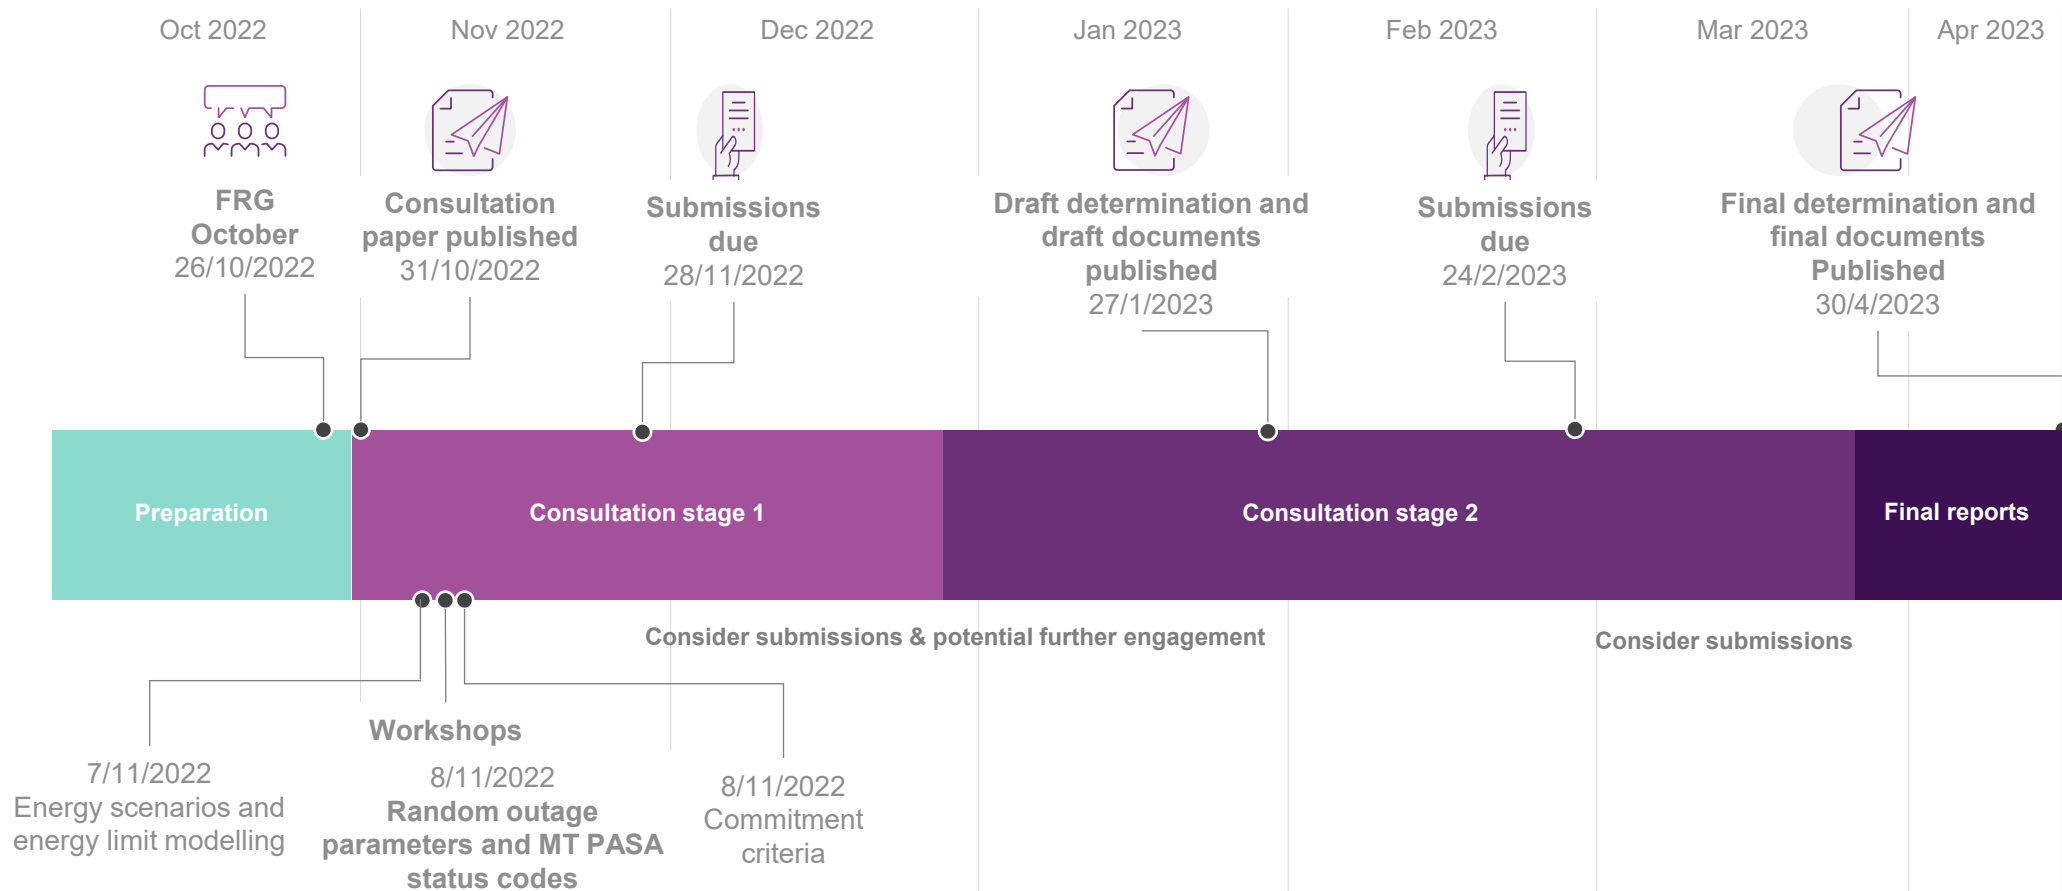 Oct 2022
Nov 2022
Dec 2022
Jan 2023
Feb 2023
Mar 2023
Apr 2023
FRG
October
26/10/2022
Consultation
paper published
31/10/2022
Submissions
due
28/11/2022
Draft determination and
draft documents
published
27/1/2023
Submissions
due
24/2/2023
Final determination and
final documents
Published
30/4/2023
Preparation
Consultation stage 1
Consultation stage 2
Final reports
Consider submissions & potential further engagement
Consider submissions
Workshops
7/11/2022
Energy scenarios and
energy limit modelling
8/11/2022
Random outage
parameters and MT PASA
status codes
8/11/2022
Commitment
criteria